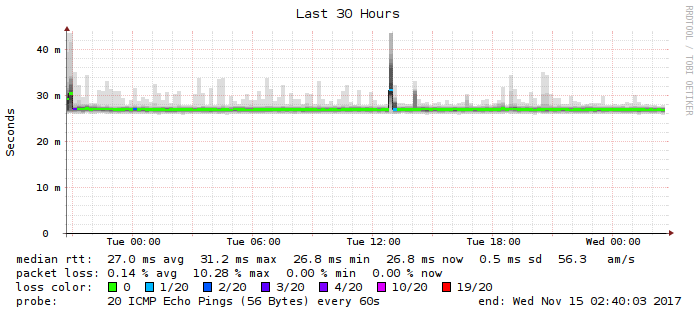 Last 30 Hours
RRDTOOL / TOBI OETIKER
Seconds
40 m
30 m
20 m
10 m
0
Tue 00:00 Tue 06:00 Tue 12:00 Tue 18:00 Wed 00:00
median rtt: 27.0 ms avg 31.2 ms max 26.8 ms min 26.8 ms now 0.5 ms sd 56.3 am/s
packet loss: 0.14 % avg 10.28 % max 0.00 % min 0.00 % now
loss color: 0 1/20 2/20 3/20 4/20 10/20 19/20
probe: 20 ICMP Echo Pings (56 Bytes) every 60s end: Wed Nov 15 02:40:03 2017